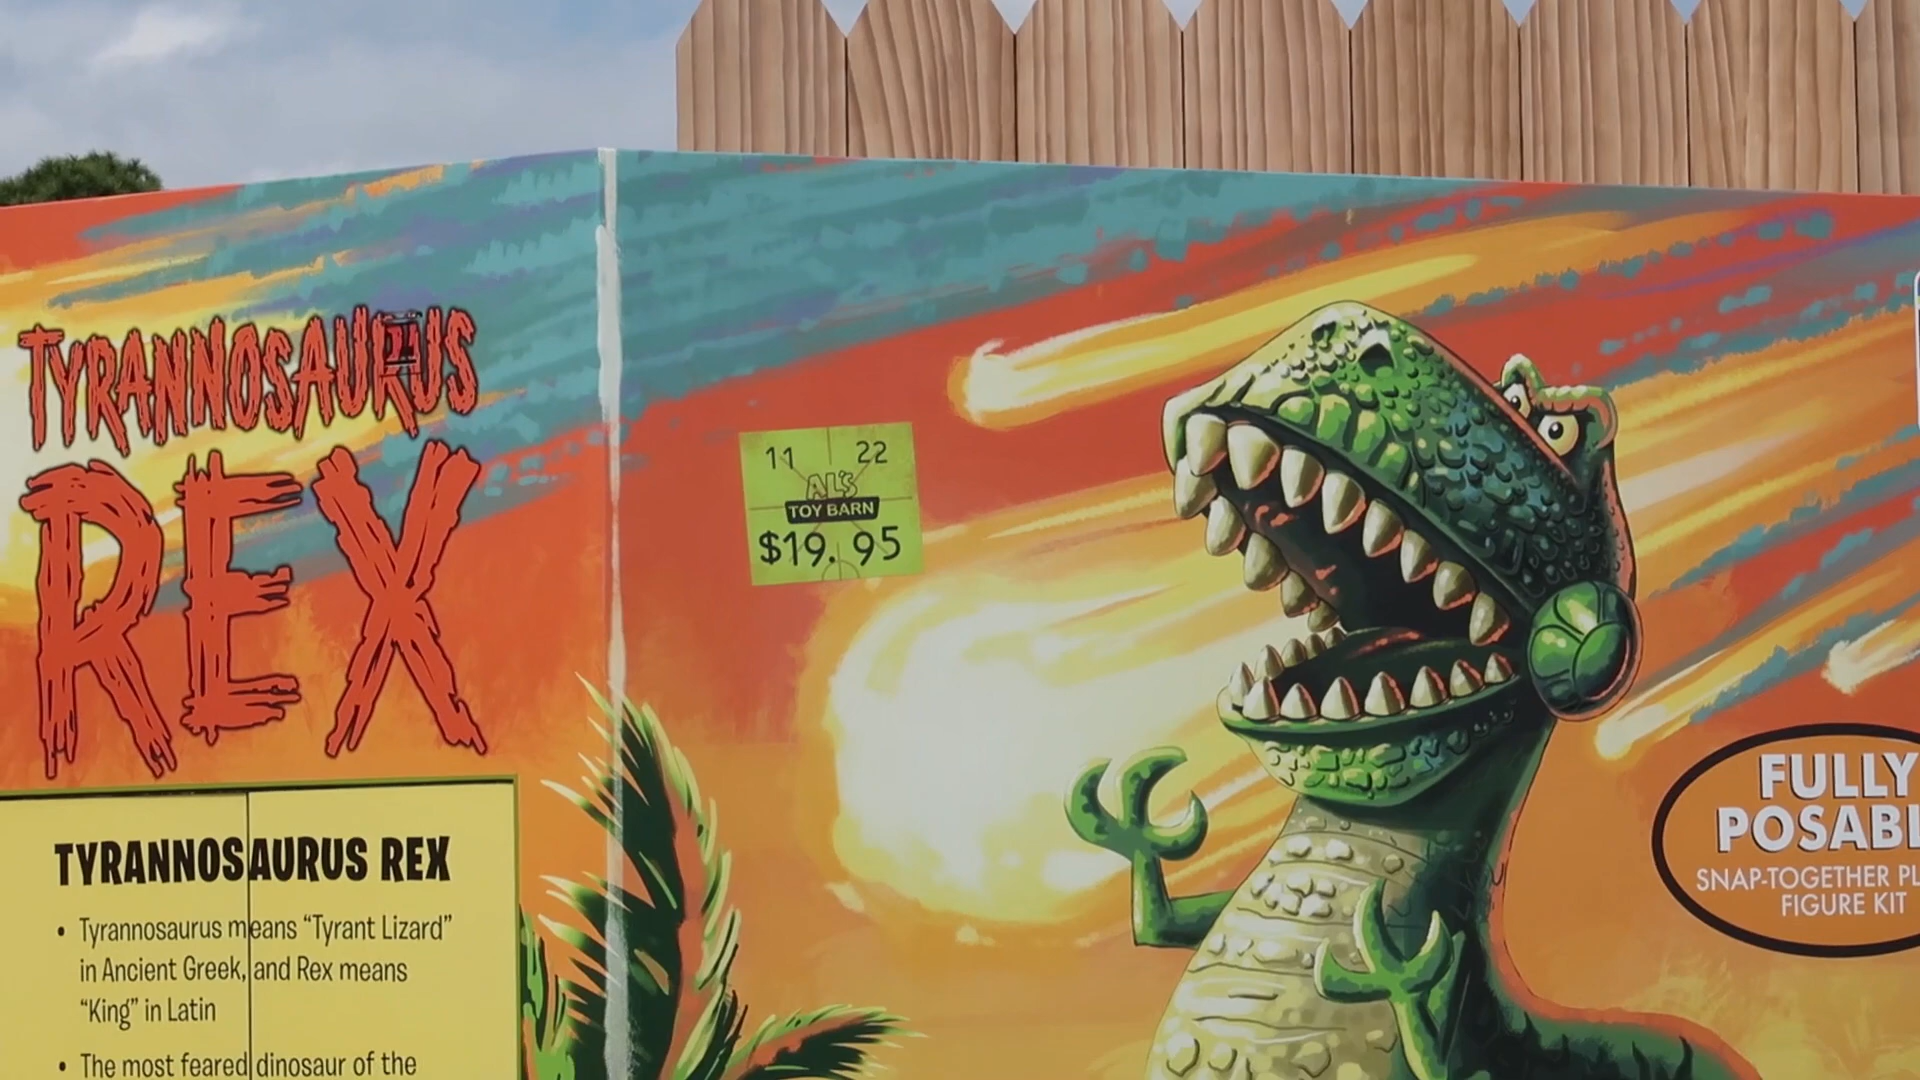 TYRANNOSAURUS
REX
11 22
AL'S
TOY BARN
$19.95
TYRANNOSAURUS REX
• Tyrannosaurus means “Tyrant Lizard”
in Ancient Greek, and Rex means
“King” in Latin
• The most feared dinosaur of the
FULLY
POSABL
SNAP-TOGETHER PL
FIGURE KIT